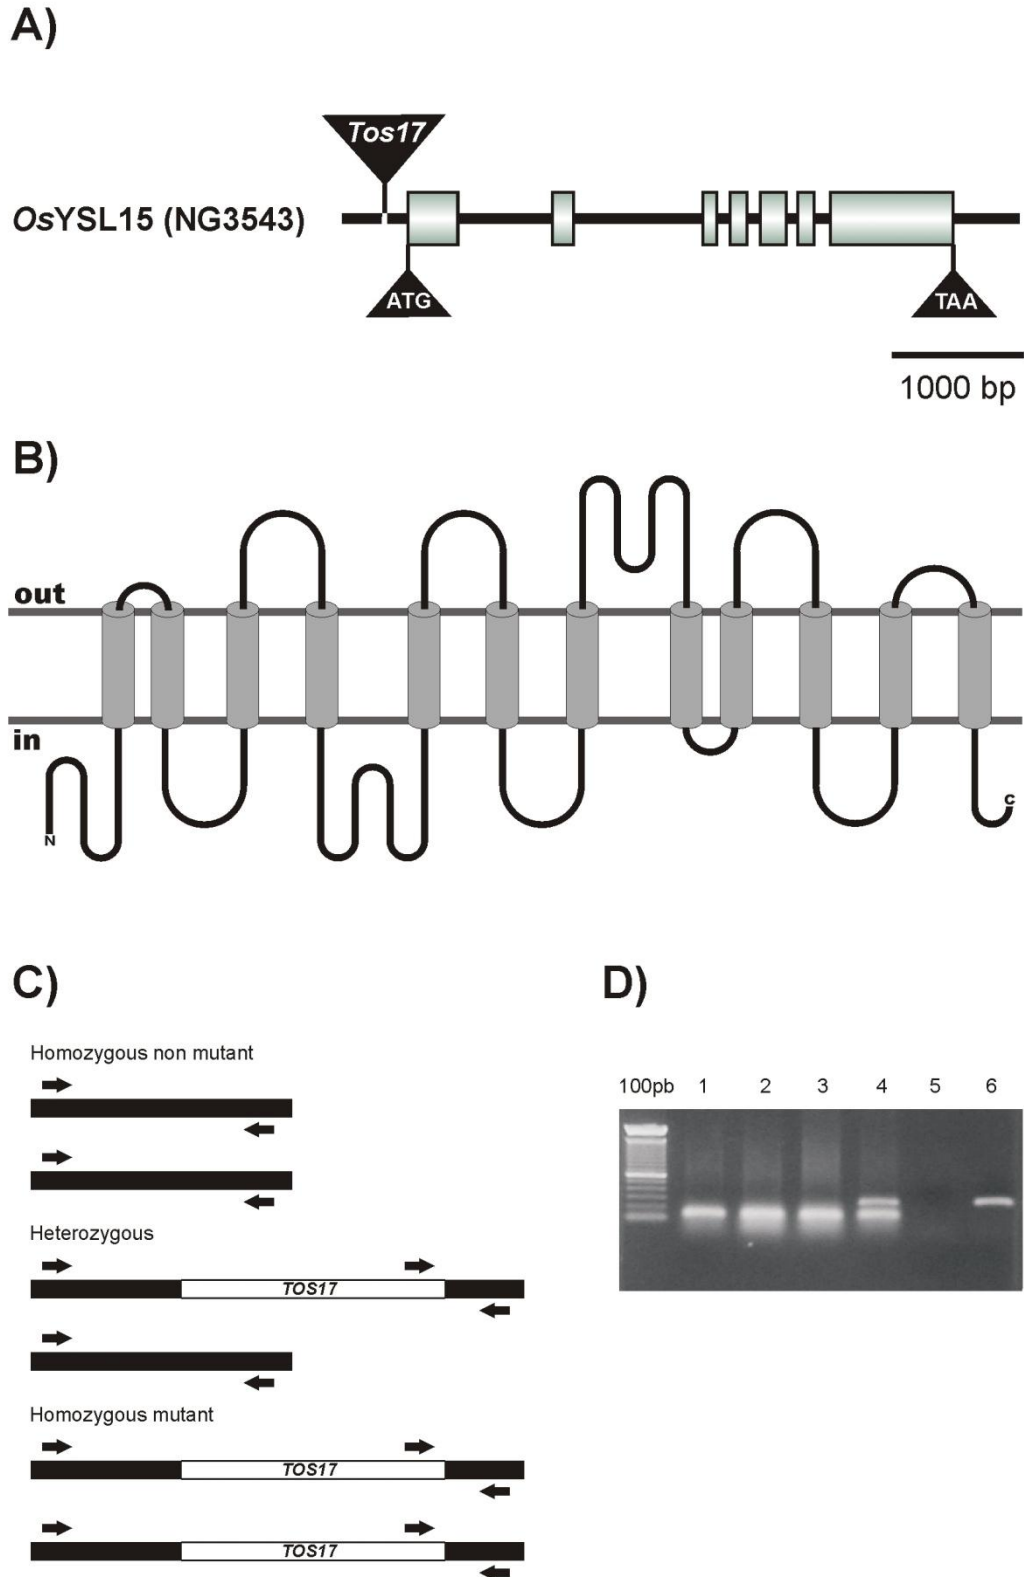 A)
Tos17
OsYSL15 (NG3543)
ATG
TAA
1000 bp
B)
out
in
N
c
C)
Homozygous non mutant
Heterozygous
TOS17
Homozygous mutant
TOS17
TOS17
D)
100pb 1 2 3 4 5 6